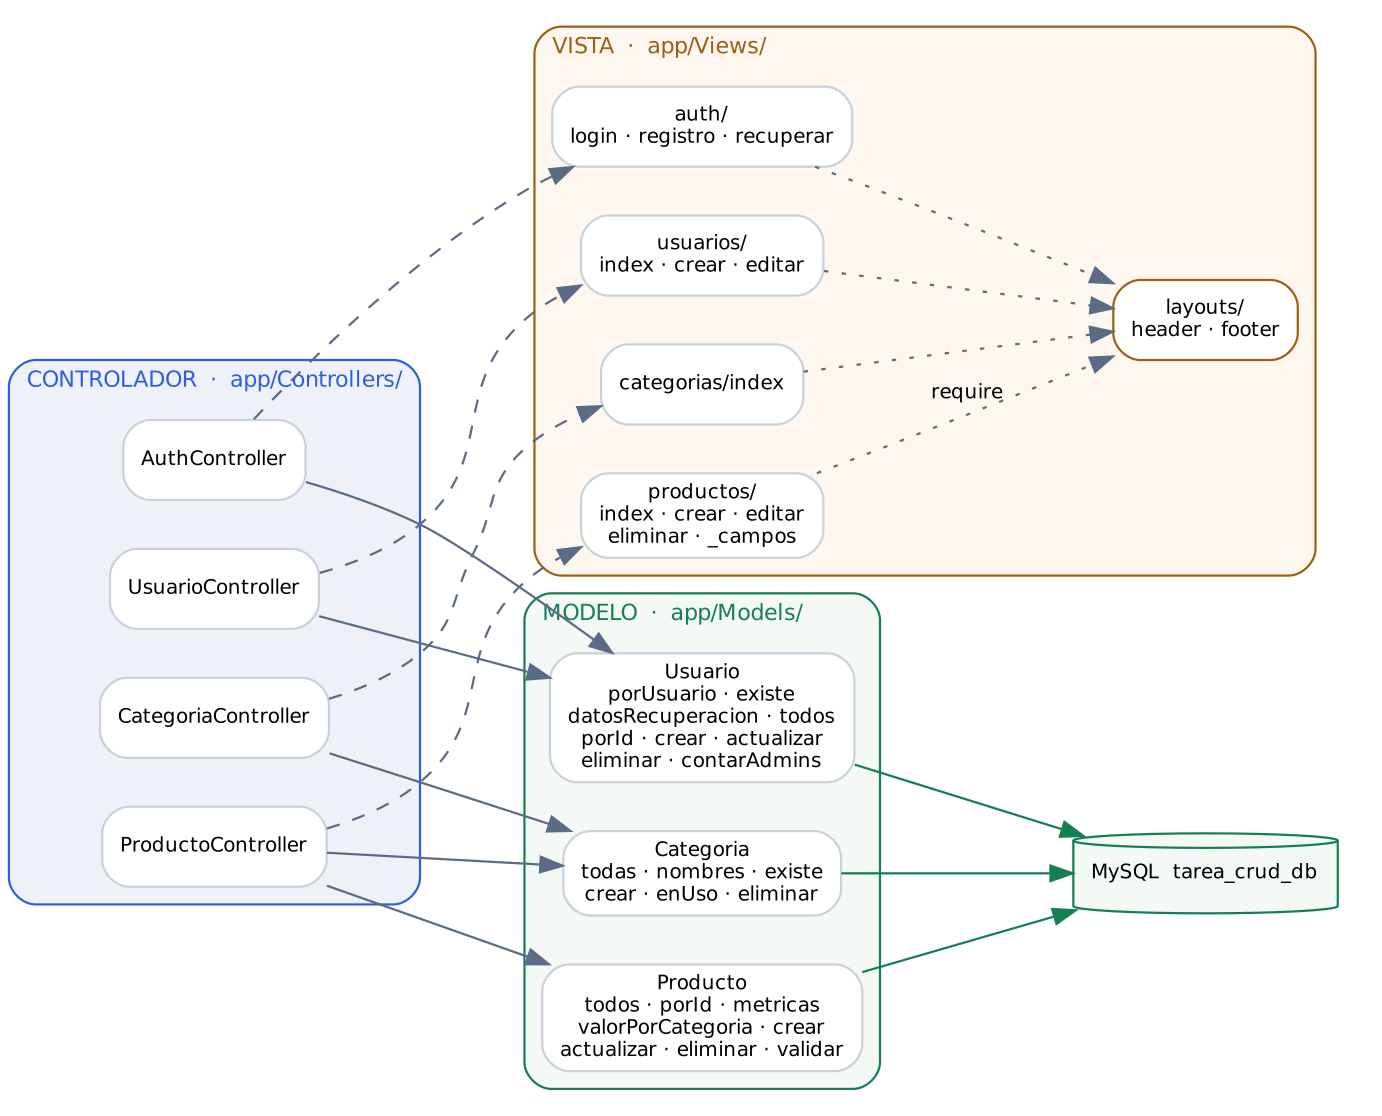 VISTA · app/Views/
auth/
login · registro · recuperar
usuarios/
index · crear · editar
layouts/
header · footer
categorias/index
require
productos/
index · crear · editar
eliminar · _campos
CONTROLADOR · app/Controllers/
AuthController
UsuarioController
CategoriaController
ProductoController
MODELO · app/Models/
Usuario
porUsuario · existe
datosRecuperacion · todos
porId · crear · actualizar
eliminar · contarAdmins
Categoria
todas · nombres · existe
crear · enUso · eliminar
Producto
todos · porId · metricas
valorPorCategoria · crear
actualizar · eliminar · validar
MySQL tarea_crud_db